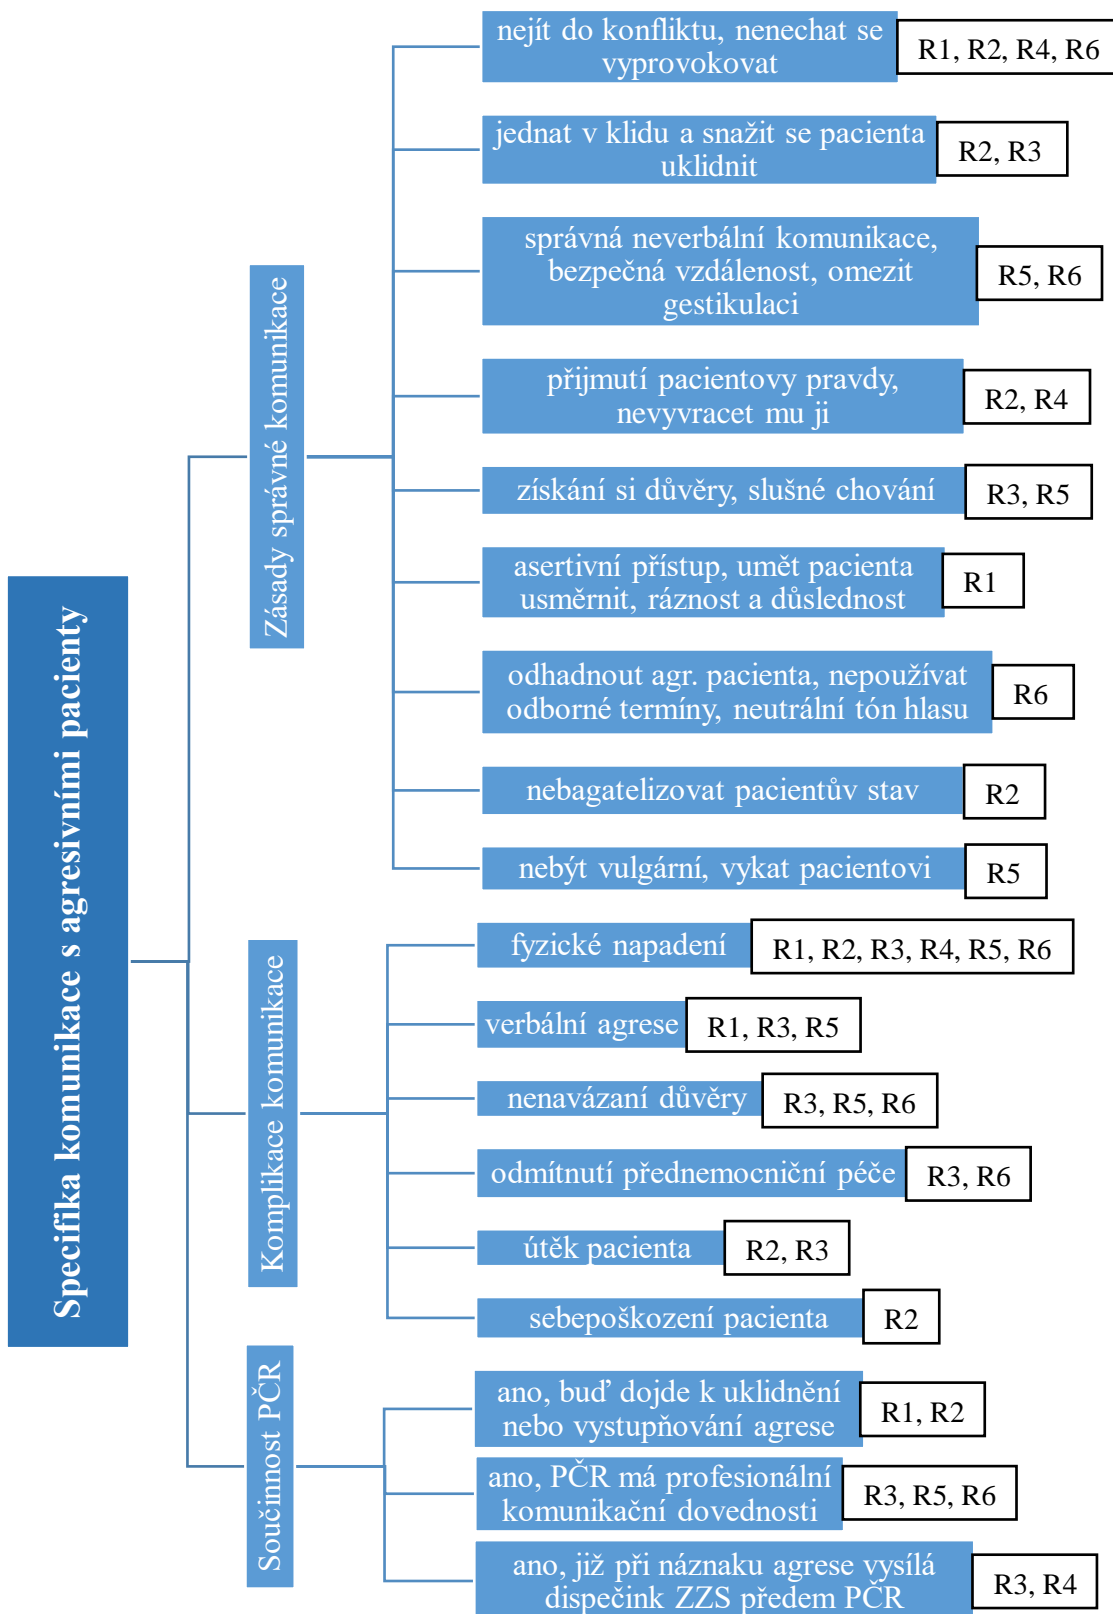 Specifika komunikace s agresivními pacienty
Zásady správné komunikace
nejít do konfliktu, nenechat se
vyprovokovat
R1, R2, R4, R6
jednat v klidu a snažit se pacienta
uklidnit
R2, R3
správná neverbální komunikace,
bezpečná vzdálenost, omezit
gestikulaci
R5, R6
přijmutí pacientovy pravdy,
nevyvracet mu ji
R2, R4
získání si důvěry, slušné chování
R3, R5
asertivní přístup, umět pacienta
usměrnit, ráznost a důslednost
R1
odhadnout agr. pacienta, nepoužívat
odborné termíny, neutrální tón hlasu
R6
nebagatelizovat pacientův stav
R2
nebýt vulgární, vykat pacientovi
R5
Komplikace komunikace
fyzické napadení
R1, R2, R3, R4, R5, R6
verbální agrese
R1, R3, R5
nenavázaní důvěry
R3, R5, R6
odmítnutí přednemocniční péče
R3, R6
útěk pacienta
R2, R3
sebepoškození pacienta
R2
Součinnost PČR
ano, buď dojde k uklidnění
nebo vystupňování agrese
R1, R2
ano, PČR má profesionální
komunikační dovednosti
R3, R5, R6
ano, již při náznaku agrese vysílá
dispečink ZZS předem PČR
R3, R4